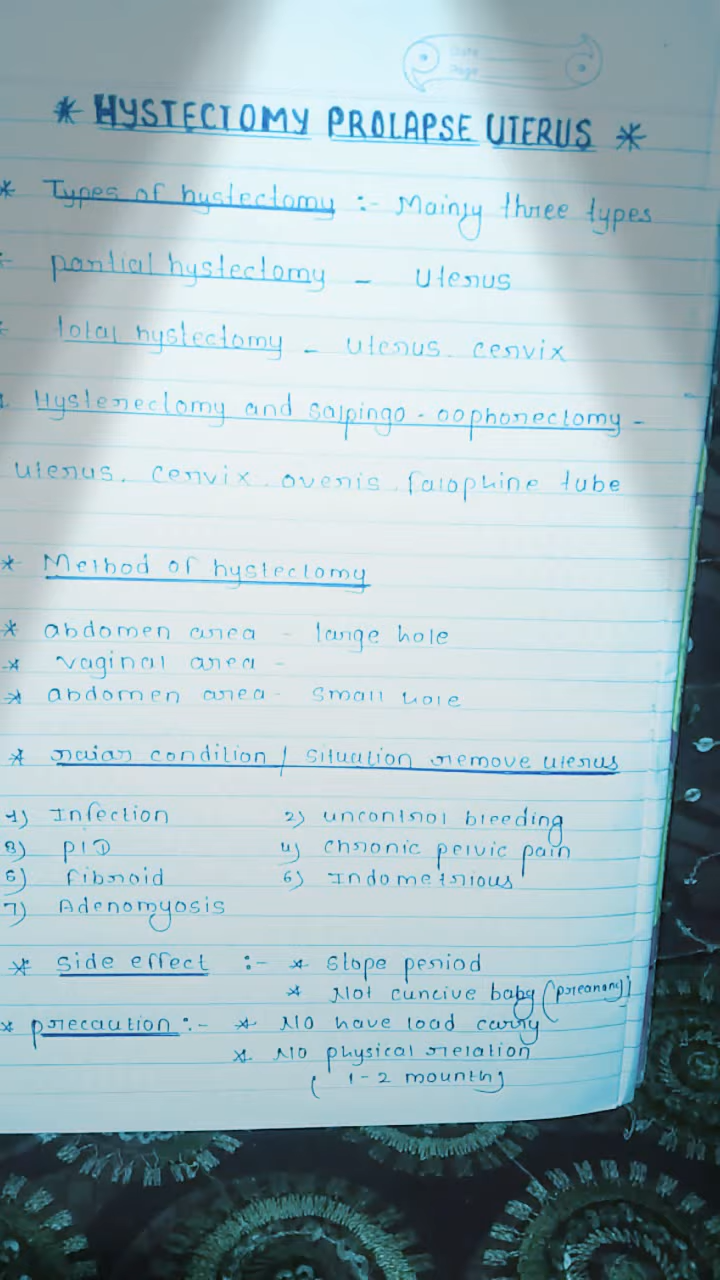 Date
Page
* HYSTECTOMY PROLAPSE UTERUS *
* Types of hystectomy :- Mainjy three types
partial hystectomy - uterus
total hystectomy - uterus. cervix
Hysterectomy and salpingo - oophorectomy -
uterus. cervix. overis. falophine tube
* Method of hystectomy
* abdomen area - large hole
* vaginal area -
* abdomen area - small hole
* condition / situation remove uterus
1) Infection 2) uncontrol bleeding
3) PID 4) chronic pelvic pain
5) fibroid 6) Indometrious
7) Adenomyosis
* side effect :- * stope period
* Not cuncive baby
* precaution :- * No have load carry
* No physical relation
( 1-2 mounth)